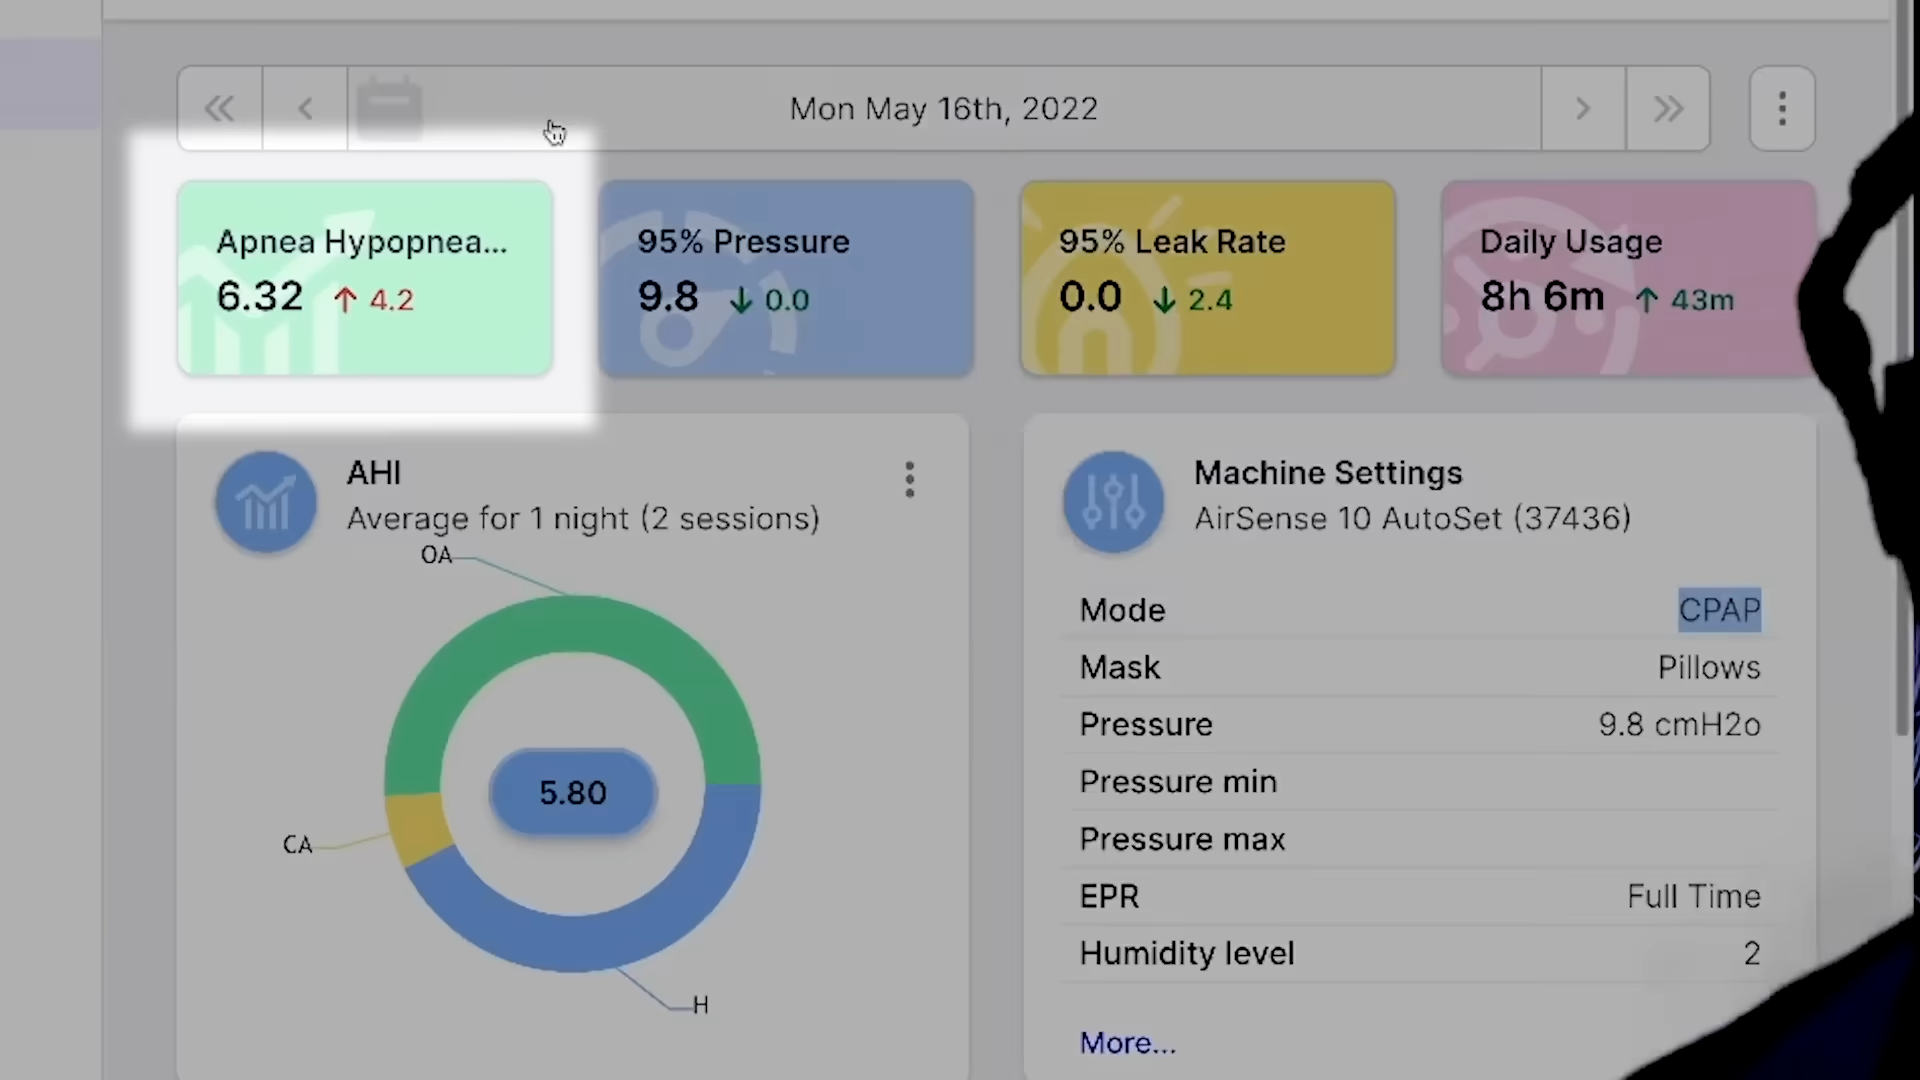 Mon May 16th, 2022
Apnea Hypopnea...
6.32 ↑ 4.2
95% Pressure
9.8 ↓ 0.0
95% Leak Rate
0.0 ↓ 2.4
Daily Usage
8h 6m ↑ 43m
AHI
Average for 1 night (2 sessions)
OA
5.80
CA
H
Machine Settings
AirSense 10 AutoSet (37436)
Mode CPAP
Mask Pillows
Pressure 9.8 cmH2o
Pressure min
Pressure max
EPR Full Time
Humidity level 2
More...